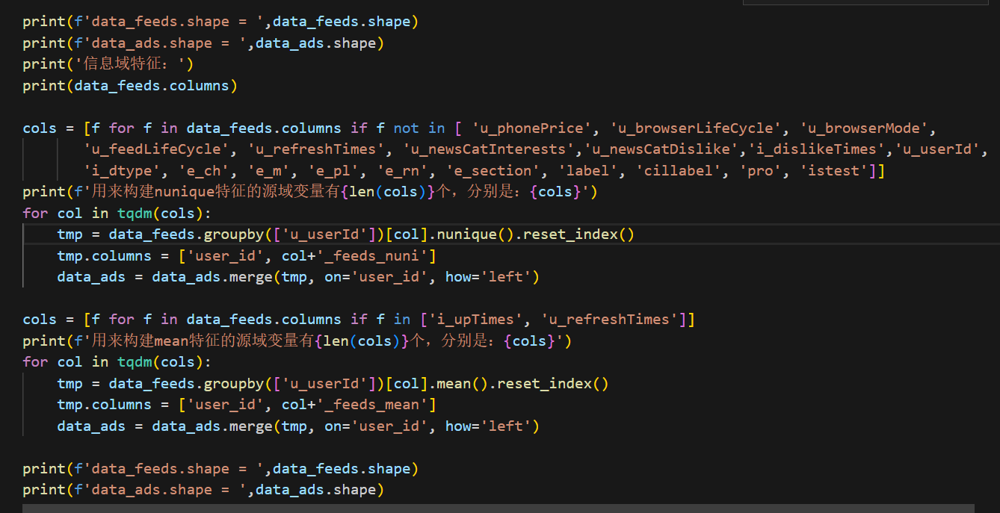 print(f'data_feeds.shape = ',data_feeds.shape)
print(f'data_ads.shape = ',data_ads.shape)
print('信息域特征：')
print(data_feeds.columns)
cols = [f for f in data_feeds.columns if f not in [ 'u_phonePrice', 'u_browserLifeCycle', 'u_browserMode',
'u_feedLifeCycle', 'u_refreshTimes', 'u_newsCatInterests','u_newsCatDislike','i_dislikeTimes','u_userId',
'i_dtype', 'e_ch', 'e_m', 'e_pl', 'e_rn', 'e_section', 'label', 'cillabel', 'pro', 'istest']]
print(f'用来构建nunique特征的源域变量有{len(cols)}个，分别是：{cols}')
for col in tqdm(cols):
tmp = data_feeds.groupby(['u_userId'])[col].nunique().reset_index()
tmp.columns = ['user_id', col+'_feeds_nuni']
data_ads = data_ads.merge(tmp, on='user_id', how='left')
cols = [f for f in data_feeds.columns if f in ['i_upTimes', 'u_refreshTimes']]
print(f'用来构建mean特征的源域变量有{len(cols)}个，分别是：{cols}')
for col in tqdm(cols):
tmp = data_feeds.groupby(['u_userId'])[col].mean().reset_index()
tmp.columns = ['user_id', col+'_feeds_mean']
data_ads = data_ads.merge(tmp, on='user_id', how='left')
print(f'data_feeds.shape = ',data_feeds.shape)
print(f'data_ads.shape = ',data_ads.shape)